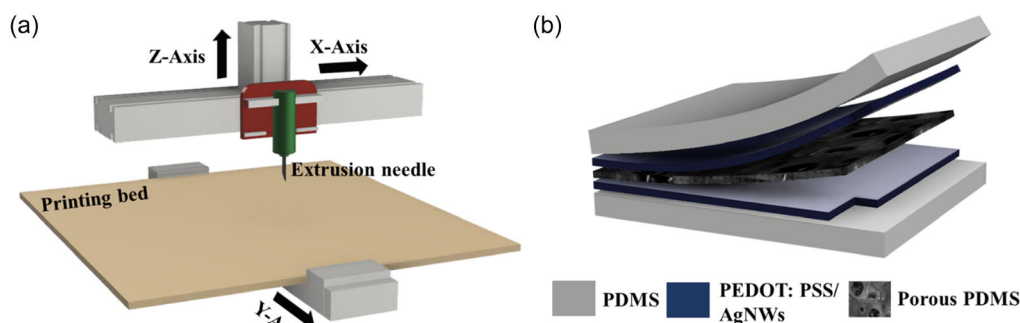 (a)
Z-Axis
X-Axis
Extrusion needle
Printing bed
Y-A
(b)
PDMS
PEDOT: PSS/
AgNWs
Porous PDMS